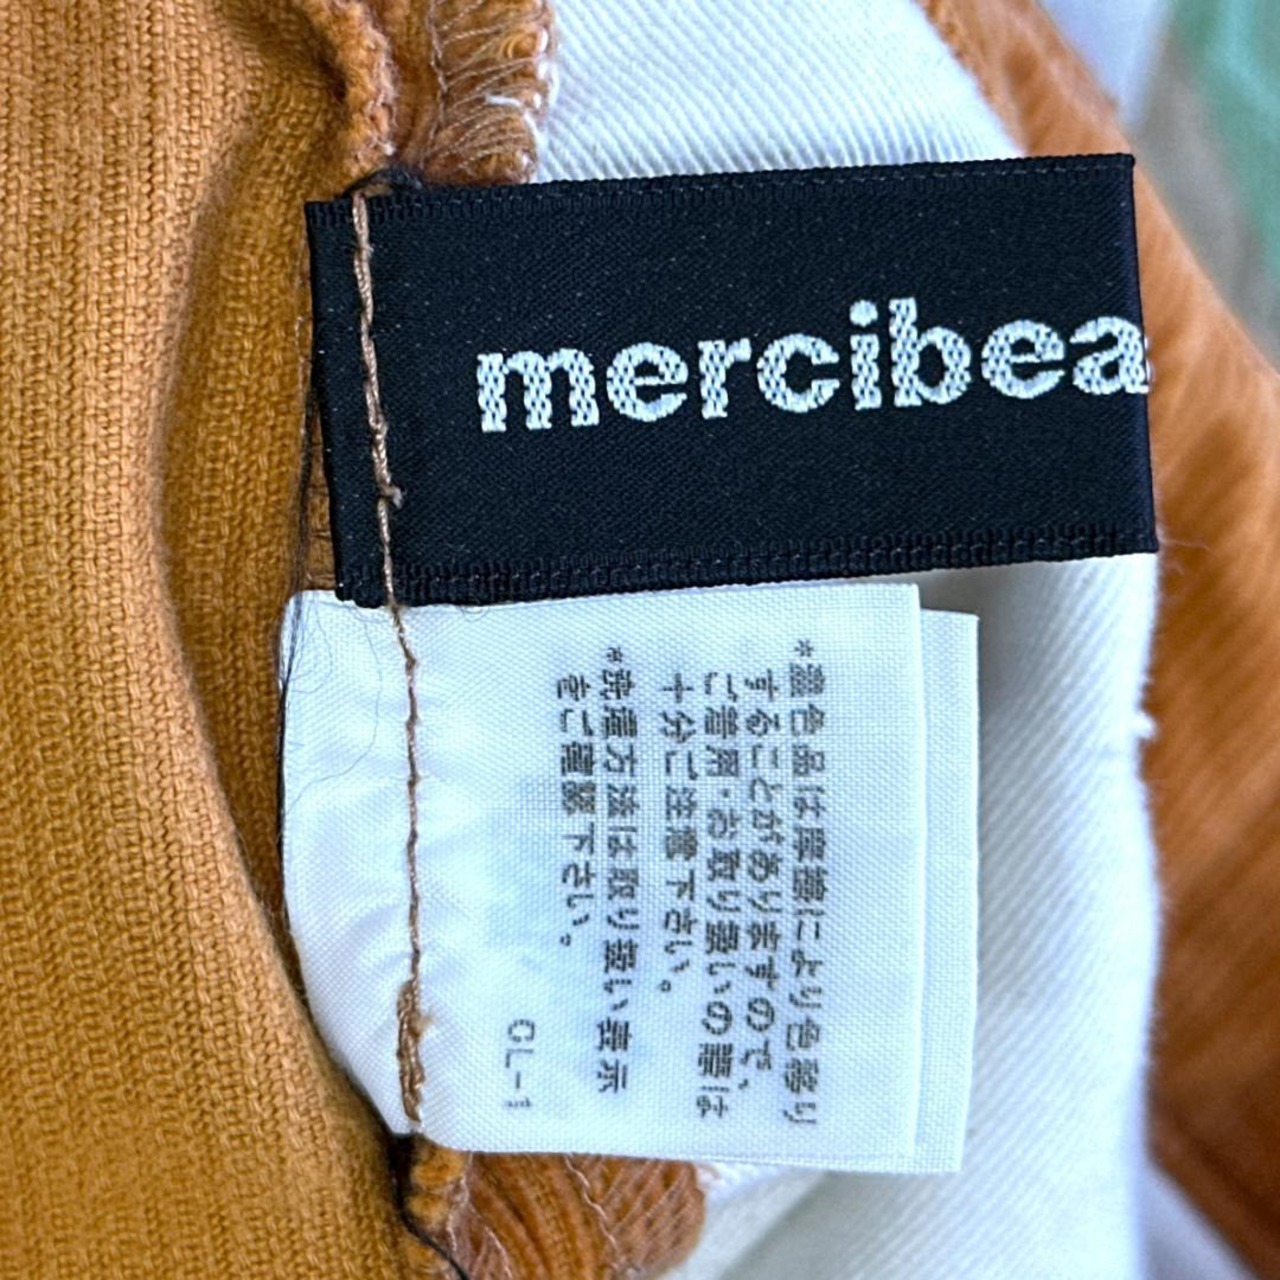 mercibea
*濃色品は摩擦により色移り
することがありますので、
ご着用・お取り扱いの際は
十分ご注意下さい。
*洗濯方法は取り扱い表示
をご確認下さい。
CL-1